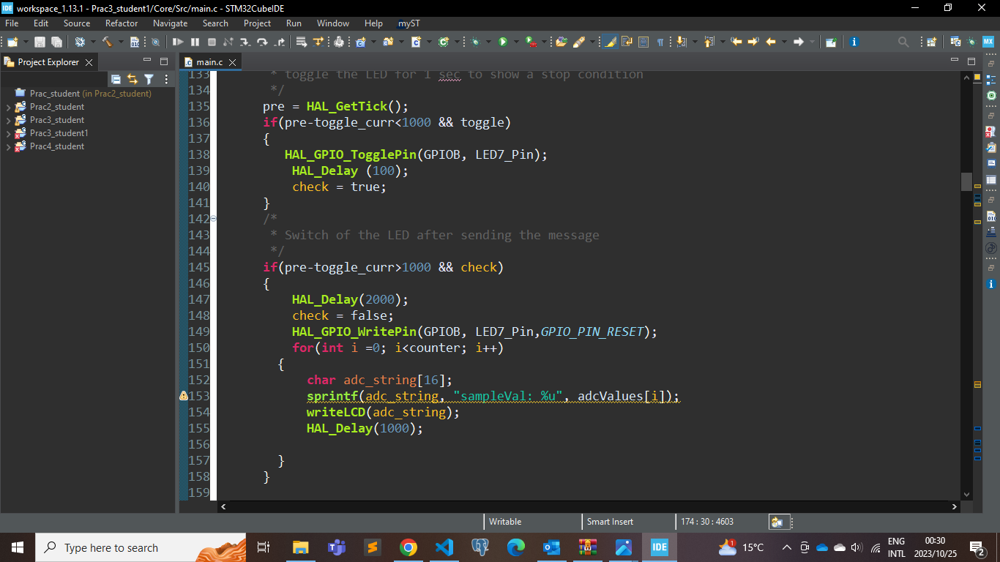 workspace_1.13.1 - Prac3_student1/Core/Src/main.c - STM32CubeIDE
File Edit Source Refactor Navigate Search Project Run Window Help myST
Project Explorer
main.c
Prac_student (in Prac2_student)
Prac2_student
Prac3_student
Prac3_student1
Prac4_student
133 * toggle the LED for 1 sec to show a stop condition
134 */
135 pre = HAL_GetTick();
136 if(pre-toggle_curr<1000 && toggle)
137 {
138 HAL_GPIO_TogglePin(GPIOB, LED7_Pin);
139 HAL_Delay (100);
140 check = true;
141 }
142 /*
143 * Switch of the LED after sending the message
144 */
145 if(pre-toggle_curr>1000 && check)
146 {
147 HAL_Delay(2000);
148 check = false;
149 HAL_GPIO_WritePin(GPIOB, LED7_Pin,GPIO_PIN_RESET);
150 for(int i =0; i<counter; i++)
151 {
152 char adc_string[16];
153 sprintf(adc_string, "sampleVal: %u", adcValues[i]);
154 writeLCD(adc_string);
155 HAL_Delay(1000);
156
157 }
158 }
159
Writable Smart Insert 174 : 30 : 4603
Type here to search
IDE
15°C
ENG
INTL
00:30
2023/10/25
2